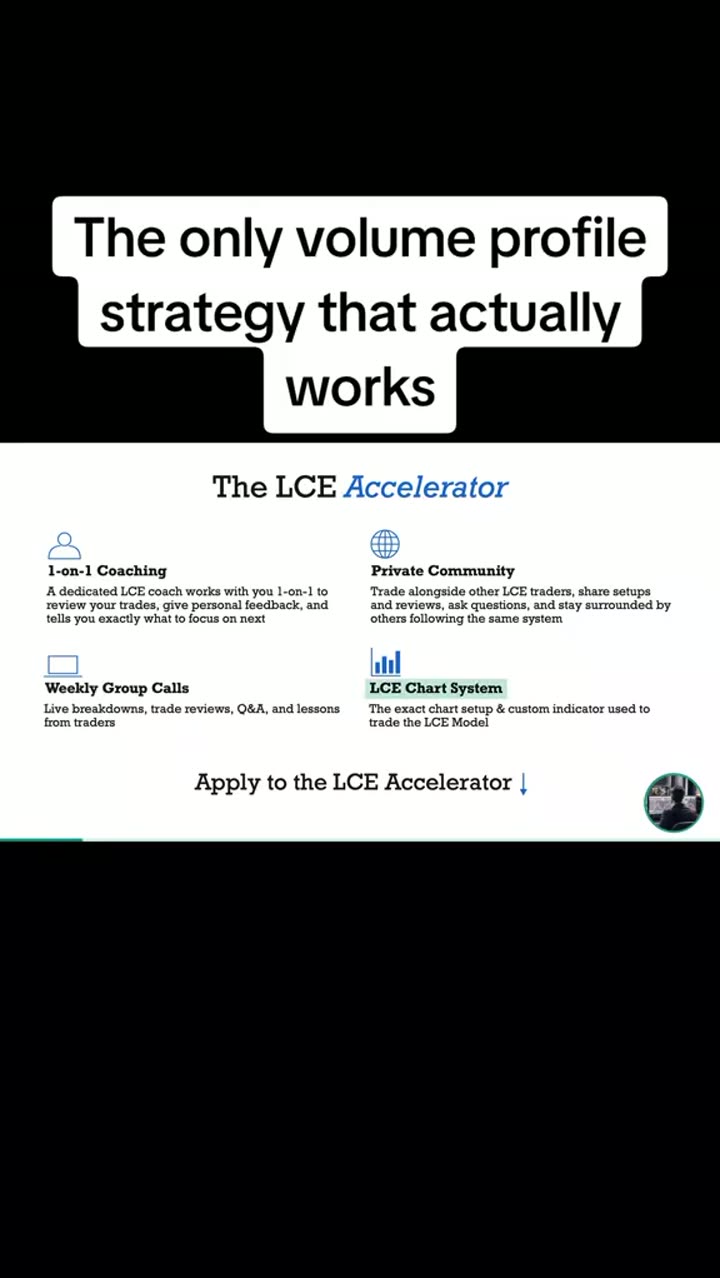 The only volume profile
strategy that actually
works
The LCE Accelerator
1-on-1 Coaching
A dedicated LCE coach works with you 1-on-1 to
review your trades, give personal feedback, and
tells you exactly what to focus on next
Private Community
Trade alongside other LCE traders, share setups
and reviews, ask questions, and stay surrounded by
others following the same system
Weekly Group Calls
Live breakdowns, trade reviews, Q&A, and lessons
from traders
LCE Chart System
The exact chart setup & custom indicator used to
trade the LCE Model
Apply to the LCE Accelerator ↓